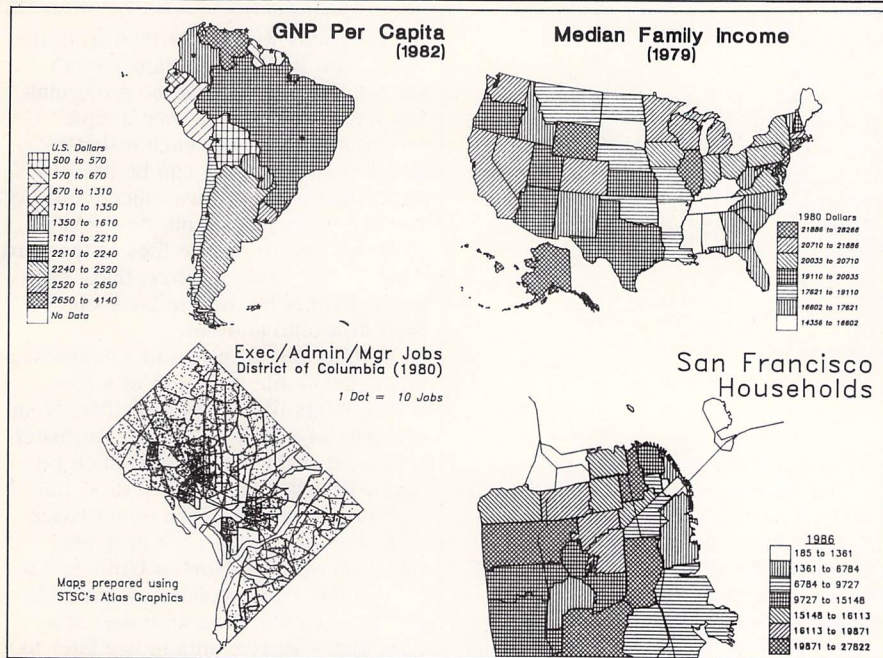 GNP Per Capita
(1982)
U.S. Dollars
500 to 570
570 to 670
670 to 1310
1310 to 1350
1350 to 1610
1610 to 2210
2210 to 2240
2240 to 2520
2520 to 2650
2650 to 4140
No Data
Median Family Income
(1979)
1980 Dollars
21886 to 28266
20710 to 21886
20035 to 20710
19110 to 20035
17621 to 19110
16602 to 17621
14356 to 16602
Exec/Admin/Mgr Jobs
District of Columbia (1980)
1 Dot = 10 Jobs
Maps prepared using
STSC's Atlas Graphics
San Francisco
Households
1986
185 to 1361
1361 to 6784
6784 to 9727
9727 to 15148
15148 to 16113
16113 to 19871
19871 to 27822